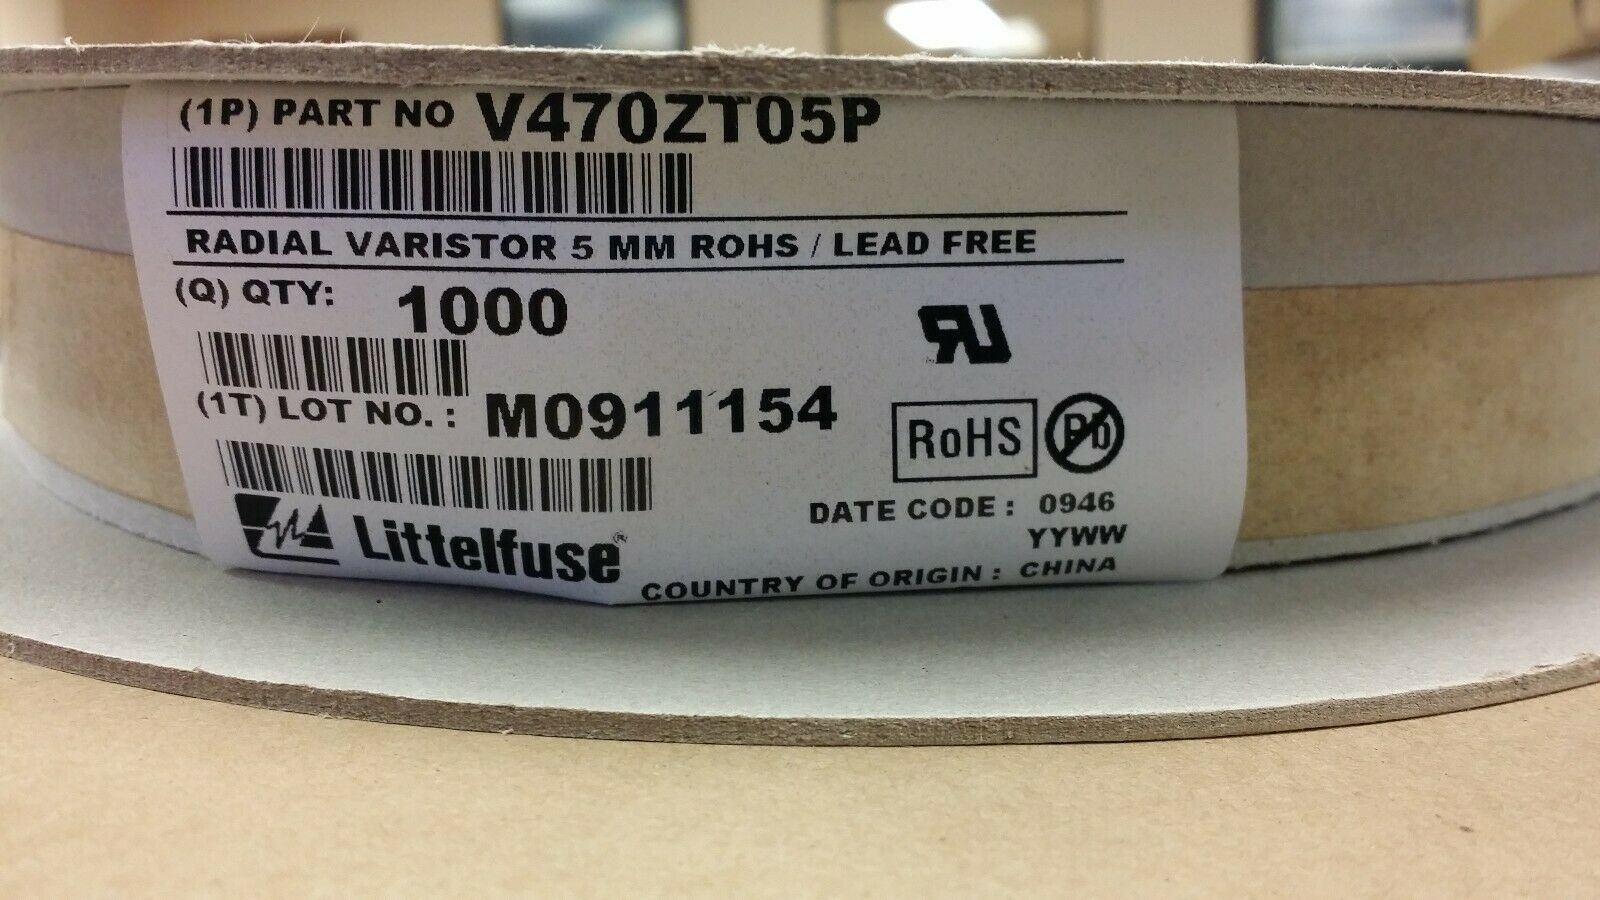 (1P) PART NO V470ZT05P
RADIAL VARISTOR 5 MM ROHS / LEAD FREE
(Q) QTY: 1000
(1T) LOT NO. : M0911154
RoHS Pb
DATE CODE : 0946
YYWW
Littelfuse®
COUNTRY OF ORIGIN : CHINA